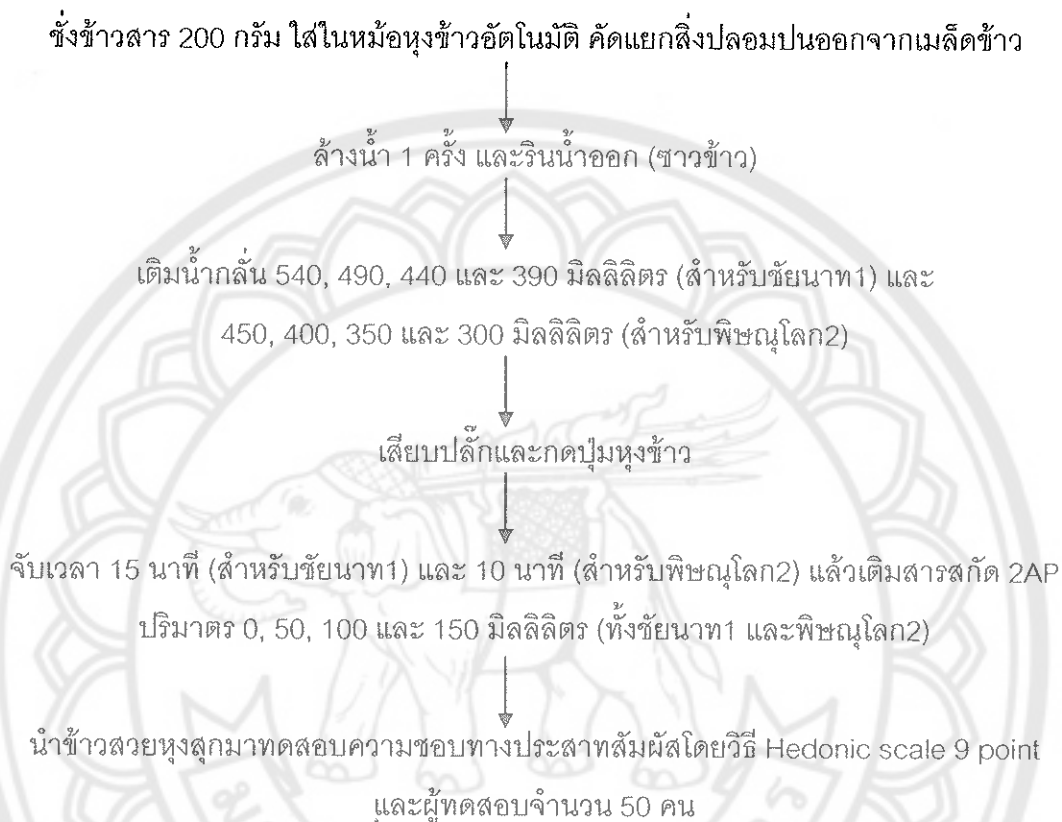 ชั่งข้าวสาร 200 กรัม ใส่ในหม้อหุงข้าวอัตโนมัติ คัดแยกสิ่งปลอมปนออกจากเมล็ดข้าว
ล้างน้ำ 1 ครั้ง และรินน้ำออก (ซาวข้าว)
เติมน้ำกลั่น 540, 490, 440 และ 390 มิลลิลิตร (สำหรับชัยนาท1) และ
450, 400, 350 และ 300 มิลลิลิตร (สำหรับพิษณุโลก2)
เสียบปลั๊กและกดปุ่มหุงข้าว
จับเวลา 15 นาที (สำหรับชัยนาท1) และ 10 นาที (สำหรับพิษณุโลก2) แล้วเติมสารสกัด 2AP
ปริมาตร 0, 50, 100 และ 150 มิลลิลิตร (ทั้งชัยนาท1 และพิษณุโลก2)
นำข้าวสวยหุงสุกมาทดสอบความชอบทางประสาทสัมผัสโดยวิธี Hedonic scale 9 point
และผู้ทดสอบจำนวน 50 คน